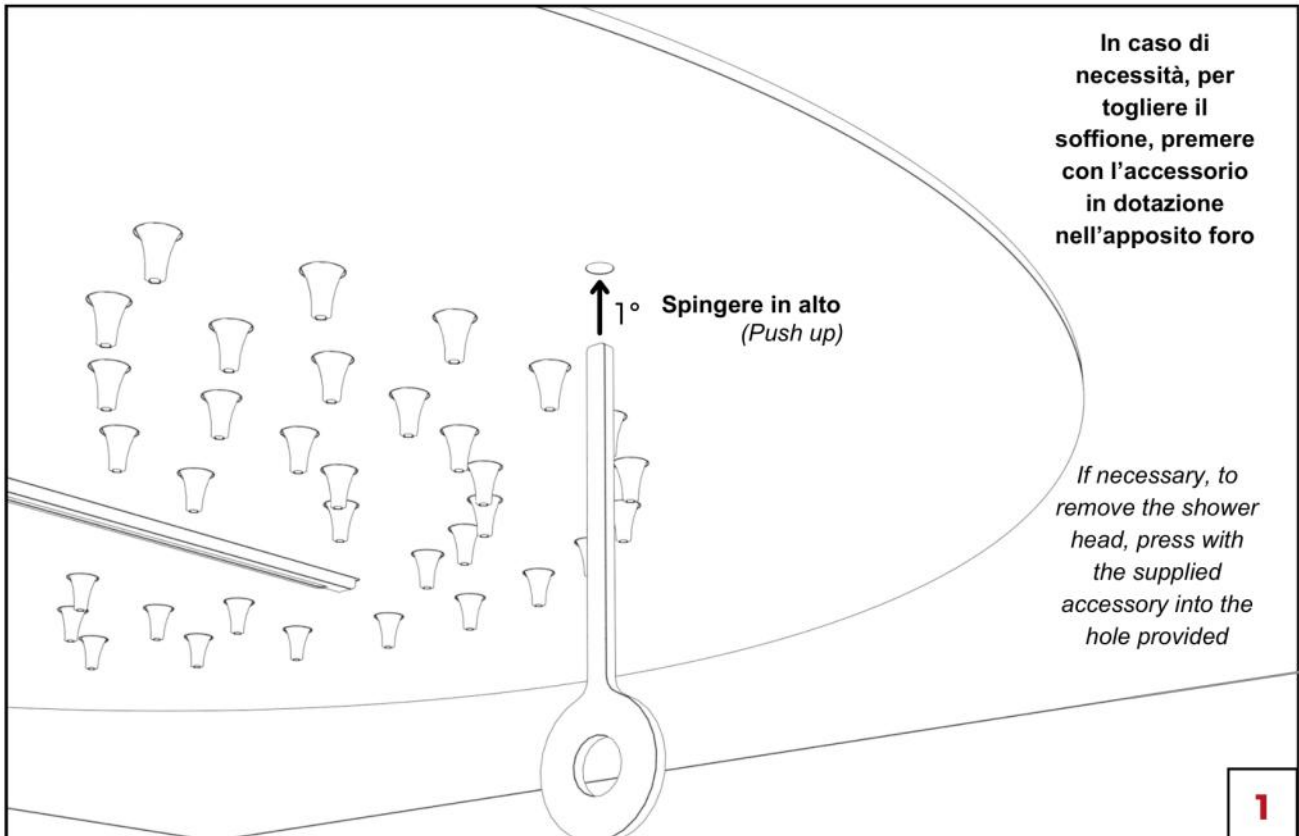 In caso di
necessità, per
togliere il
soffione, premere
con l'accessorio
in dotazione
nell'apposito foro
1° Spingere in alto
(Push up)
If necessary, to
remove the shower
head, press with
the supplied
accessory into the
hole provided
1